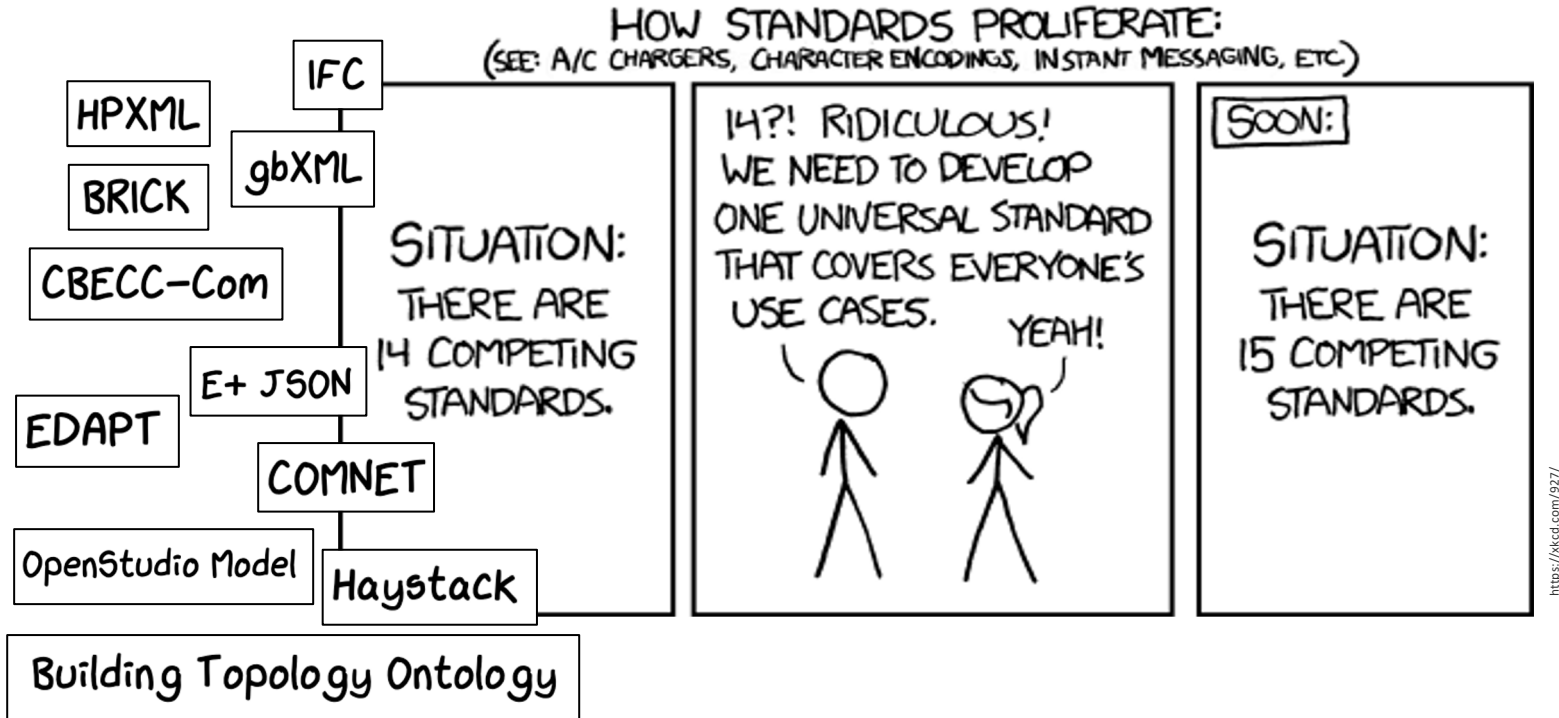 HOW STANDARDS PROLIFERATE:
(SEE: A/C CHARGERS, CHARACTER ENCODINGS, INSTANT MESSAGING, ETC)
IFC
HPXML
gbXML
BRICK
CBECC-Com
E+ JSON
EDAPT
COMNET
OpenStudio Model
Haystack
Building Topology Ontology
SITUATION:
THERE ARE
14 COMPETING
STANDARDS.
14?! RIDICULOUS!
WE NEED TO DEVELOP
ONE UNIVERSAL STANDARD
THAT COVERS EVERYONE'S
USE CASES.
YEAH!
SOON:
SITUATION:
THERE ARE
15 COMPETING
STANDARDS.
https://xkcd.com/927/